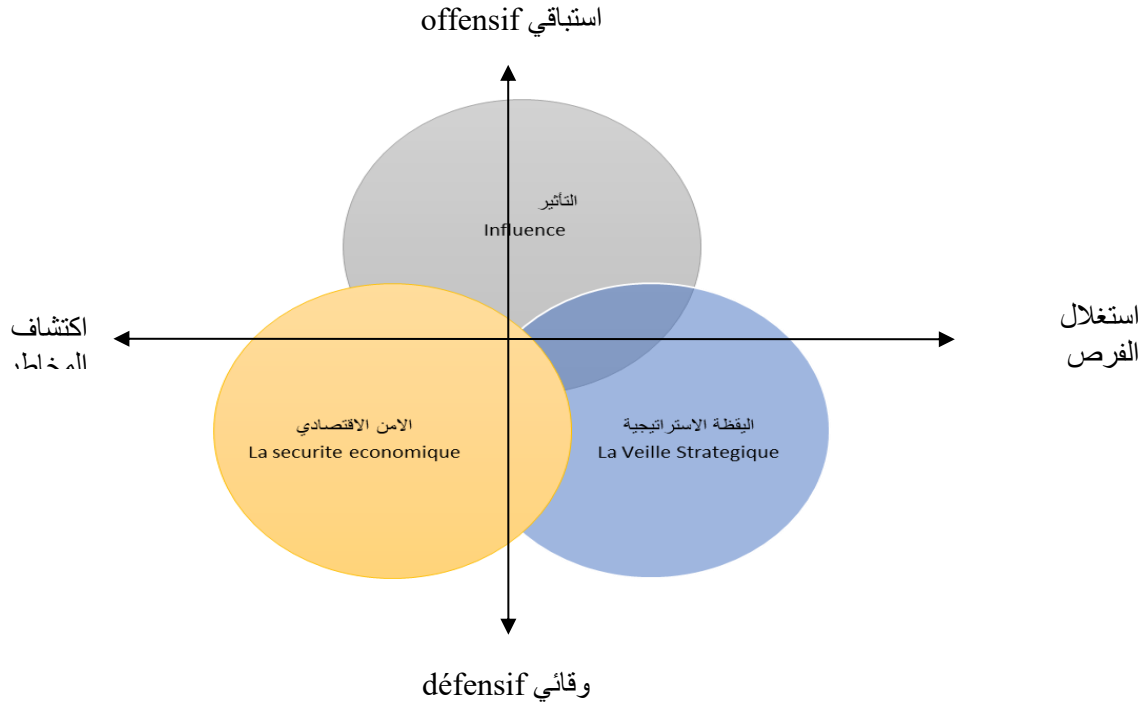 استباقي offensif
التأثير
Influence
استغلال
الفرص
اكتشاف
المخاطر
الامن الاقتصادي
La securite economique
اليقظة الاستراتيجية
La Veille Strategique
وقائي défensif